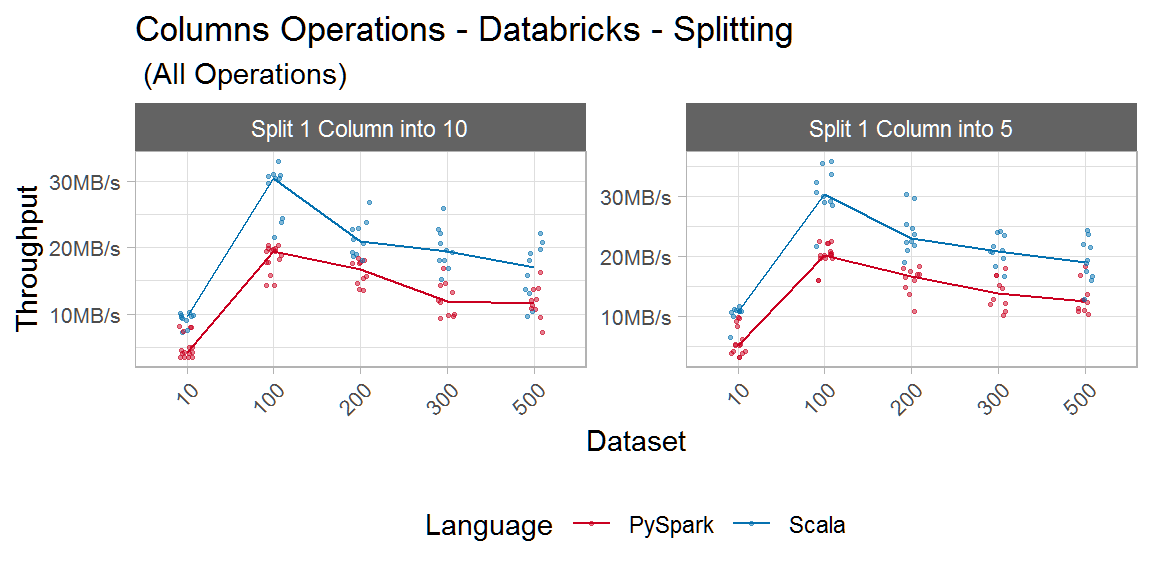 Columns Operations - Databricks - Splitting
(All Operations)
Split 1 Column into 10
Split 1 Column into 5
Throughput
30MB/s
20MB/s
10MB/s
30MB/s
20MB/s
10MB/s
10 100 200 300 500
10 100 200 300 500
Dataset
Language PySpark Scala